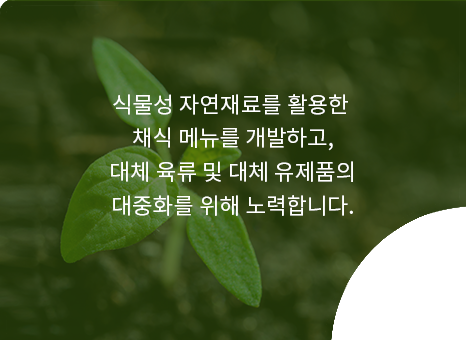 식물성 자연재료를 활용한
채식 메뉴를 개발하고,
대체 육류 및 대체 유제품의
대중화를 위해 노력합니다.